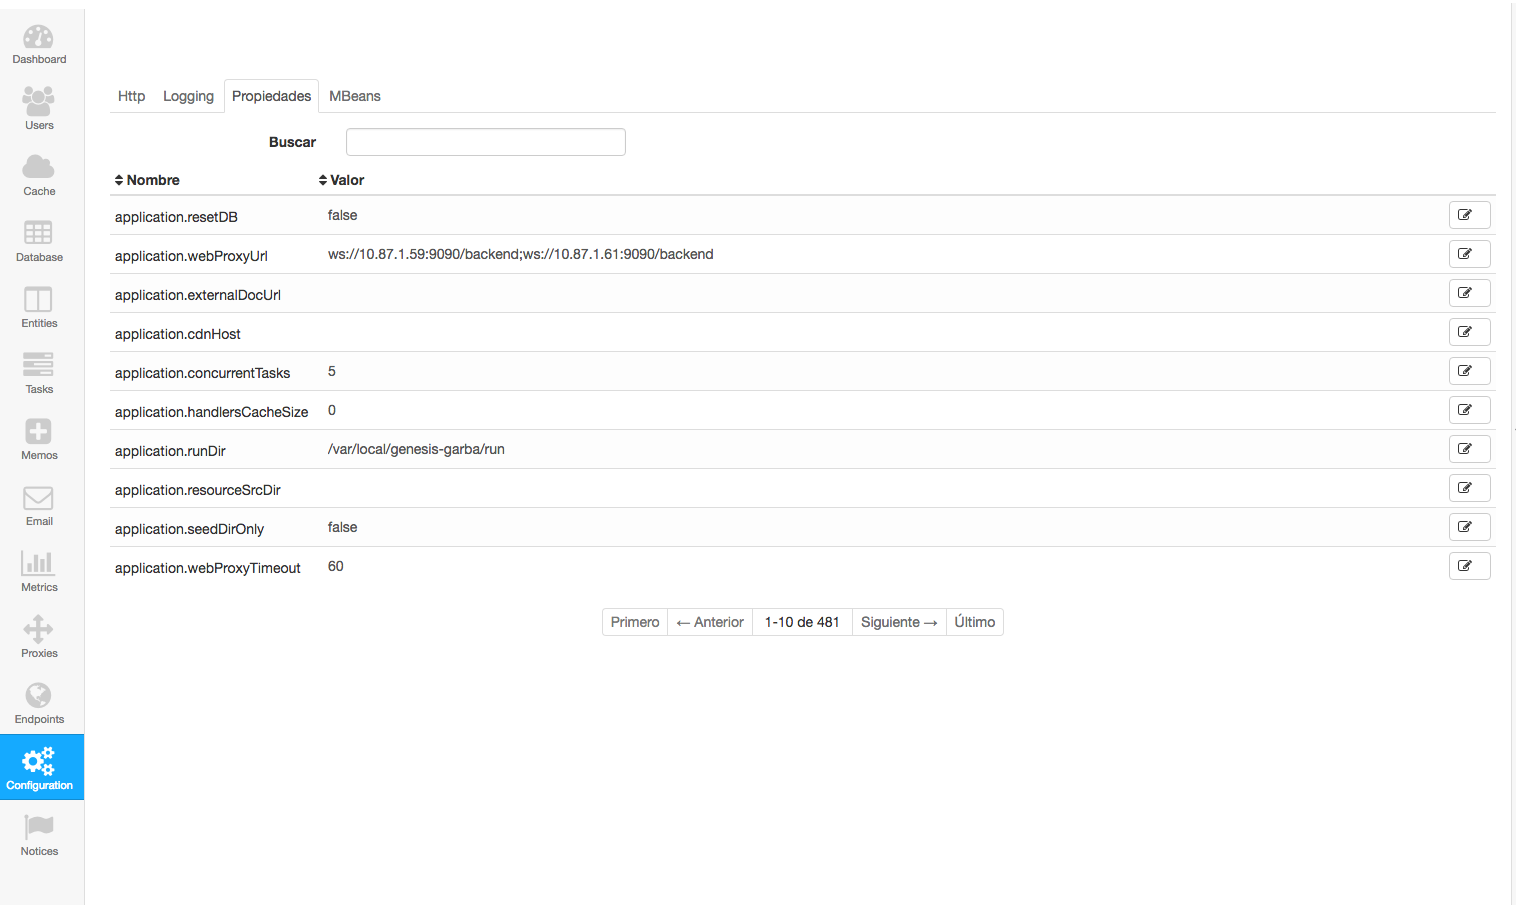 Dashboard
Users
Cache
Database
Entities
Tasks
Memos
Email
Metrics
Proxies
Endpoints
Configuration
Notices
Http Logging Propiedades MBeans
Buscar
Nombre Valor
application.resetDB false
application.webProxyUrl ws://10.87.1.59:9090/backend;ws://10.87.1.61:9090/backend
application.externalDocUrl
application.cdnHost
application.concurrentTasks 5
application.handlersCacheSize 0
application.runDir /var/local/genesis-garba/run
application.resourceSrcDir
application.seedDirOnly false
application.webProxyTimeout 60
Primero ← Anterior 1-10 de 481 Siguiente → Último